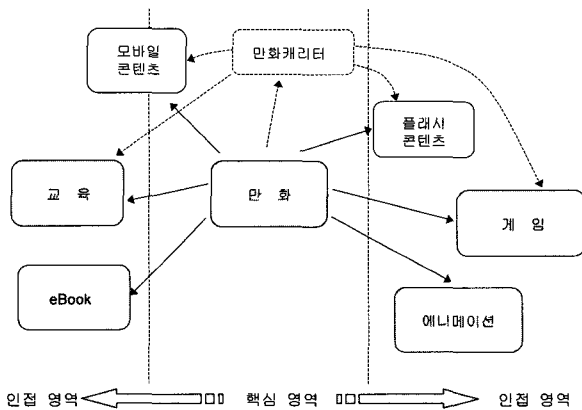 모바일
콘텐츠
만화캐리터
플래시
콘텐츠
교 육
만 화
게 임
eBook
에니메이션
인접 영역
핵심 영역
인접 영역